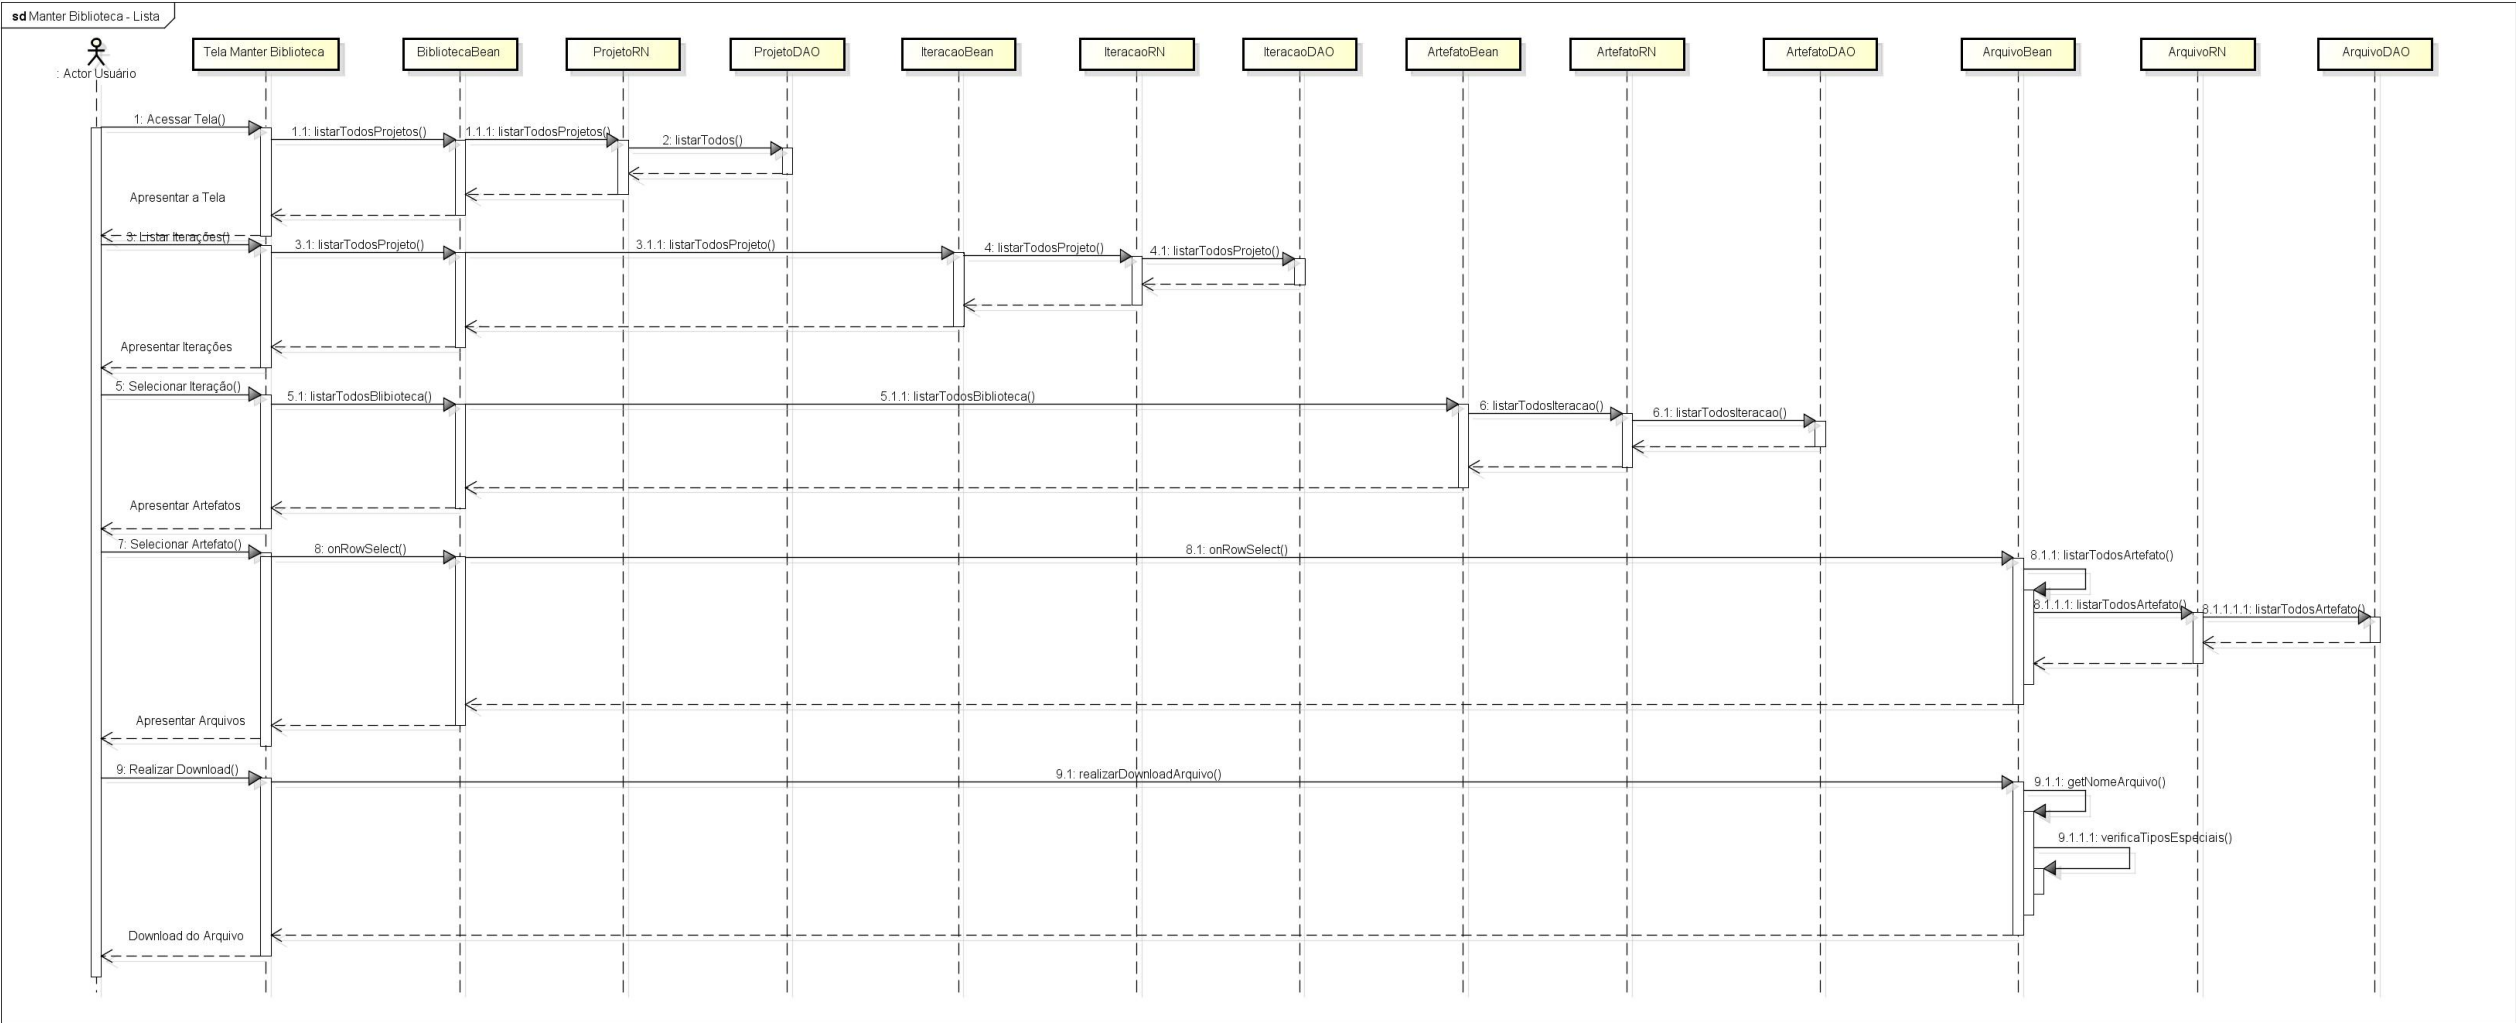 sd Manter Biblioteca - Lista
: Actor Usuário
Tela Manter Biblioteca
BibliotecaBean
ProjetoRN
ProjetoDAO
IteracaoBean
IteracaoRN
IteracaoDAO
ArtefatoBean
ArtefatoRN
ArtefatoDAO
ArquivoBean
ArquivoRN
ArquivoDAO
1: Acessar Tela()
1.1: listarTodosProjetos()
1.1.1: listarTodosProjetos()
2: listarTodos()
Apresentar a Tela
3: Listar Iterações()
3.1: listarTodosProjeto()
3.1.1: listarTodosProjeto()
4: listarTodosProjeto()
4.1: listarTodosProjeto()
Apresentar Iterações
5: Selecionar Iteração()
5.1: listarTodosBlibioteca()
5.1.1: listarTodosBiblioteca()
6: listarTodosIteracao()
6.1: listarTodosIteracao()
Apresentar Artefatos
7: Selecionar Artefato()
8: onRowSelect()
8.1: onRowSelect()
8.1.1: listarTodosArtefato()
8.1.1.1: listarTodosArtefato()
8.1.1.1.1: listarTodosArtefato()
Apresentar Arquivos
9: Realizar Download()
9.1: realizarDownloadArquivo()
9.1.1: getNomeArquivo()
9.1.1.1: verificaTiposEspeciais()
Download do Arquivo